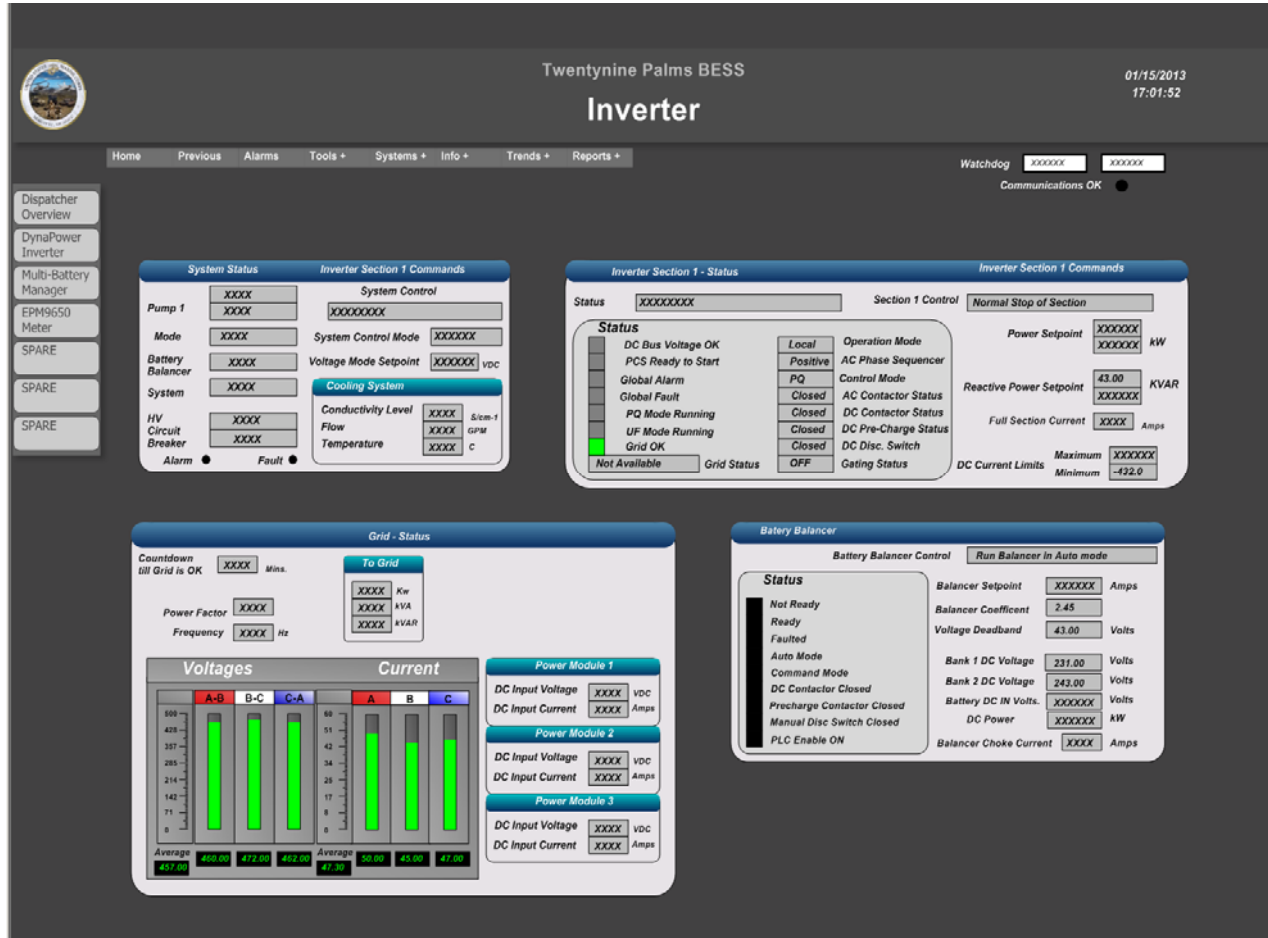 Twentynine Palms BESS
Inverter
01/15/2013
17:01:52
Home Previous Alarms Tools + Systems + Info + Trends + Reports +
Watchdog xxxxxx xxxxxx
Communications OK
Dispatcher
Overview
DynaPower
Inverter
Multi-Battery
Manager
EPM9650
Meter
SPARE
SPARE
SPARE
System Status Inverter Section 1 Commands
XXXX
Pump 1 XXXX
System Control
XXXXXXXX
Mode XXXX System Control Mode XXXXXX
Battery
Balancer XXXX Voltage Mode Setpoint XXXXXX VDC
System XXXX
HV
Circuit
Breaker
XXXX
XXXX
Alarm Fault
Cooling System
Conductivity Level XXXX S/cm-1
Flow XXXX GPM
Temperature XXXX C
Inverter Section 1 - Status Inverter Section 1 Commands
Status XXXXXXXX Section 1 Control Normal Stop of Section
Status
DC Bus Voltage OK Local Operation Mode
PCS Ready to Start Positive AC Phase Sequencer
Global Alarm PQ Control Mode
Global Fault Closed AC Contactor Status
PQ Mode Running Closed DC Contactor Status
UF Mode Running Closed DC Pre-Charge Status
Grid OK Closed DC Disc. Switch
Not Available Grid Status OFF Gating Status
Power Setpoint XXXXXX
XXXXXX kW
Reactive Power Setpoint 43.00
XXXXXX KVAR
Full Section Current XXXX Amps
DC Current Limits
Maximum XXXXXX
Minimum -432.0
Grid - Status
Countdown
till Grid is OK XXXX Mins.
Power Factor XXXX
Frequency XXXX Hz
To Grid
XXXX Kw
XXXX kVA
XXXX kVAR
Voltages Current
A-B B-C C-A A B C
500
428
357
285
214
142
71
0
60
51
42
34
25
17
8
0
Average
457.00 460.00 472.00 462.00
Average
47.30 50.00 45.00 47.00
Power Module 1
DC Input Voltage XXXX VDC
DC Input Current XXXX Amps
Power Module 2
DC Input Voltage XXXX VDC
DC Input Current XXXX Amps
Power Module 3
DC Input Voltage XXXX VDC
DC Input Current XXXX Amps
Batery Balancer
Battery Balancer Control Run Balancer in Auto mode
Status
Not Ready
Ready
Faulted
Auto Mode
Command Mode
DC Contactor Closed
Precharge Contactor Closed
Manual Disc Switch Closed
PLC Enable ON
Balancer Setpoint XXXXXX Amps
Balancer Coefficent 2.45
Voltage Deadband 43.00 Volts
Bank 1 DC Voltage 231.00 Volts
Bank 2 DC Voltage 243.00 Volts
Battery DC IN Volts. XXXXXX Volts
DC Power XXXXXX kW
Balancer Choke Current XXXX Amps